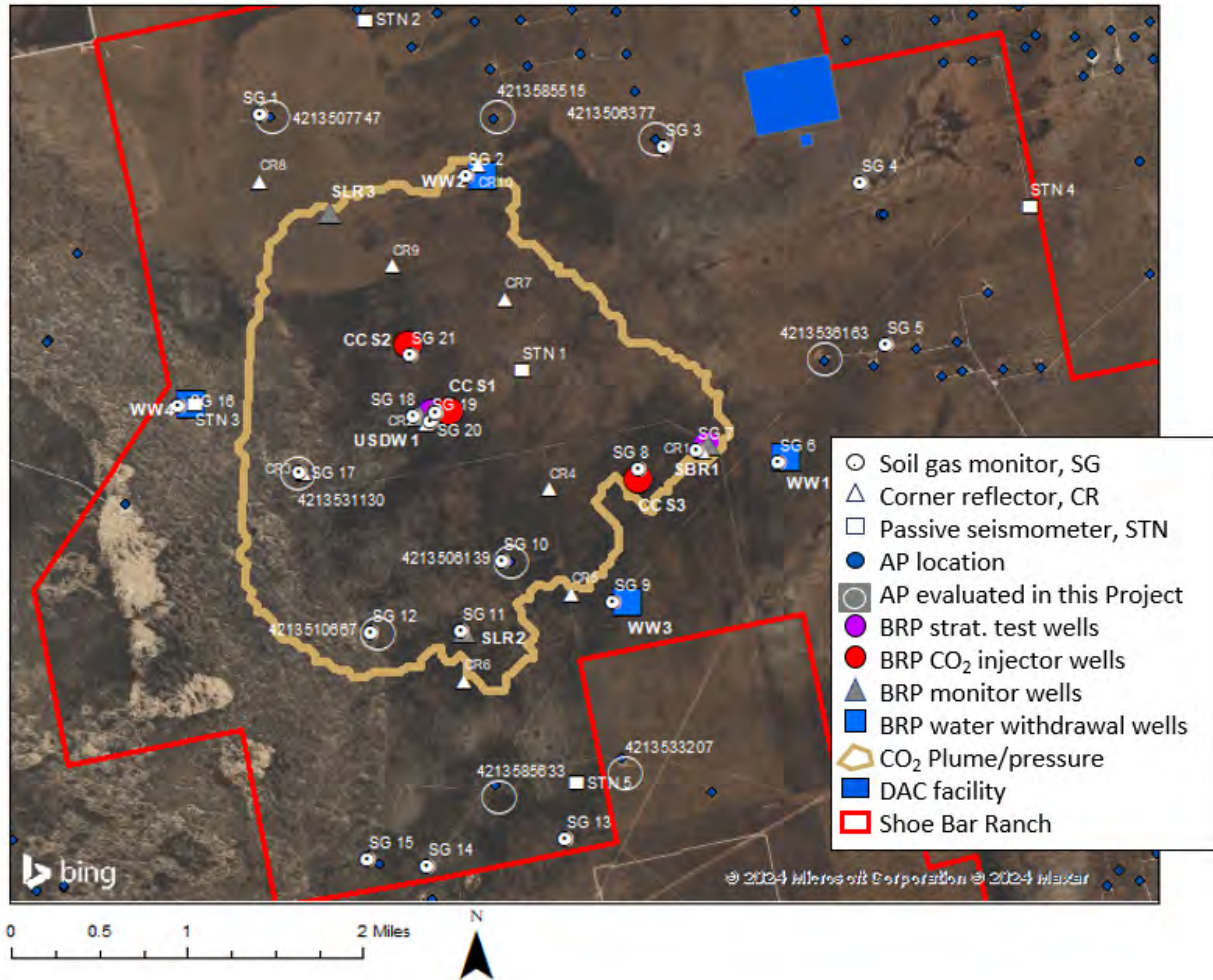 STN 2
SG 1
4213507747
4213585515
4213506377
SG 3
CR8
SLR3
WW2
SG 2
CR10
SG 4
STN 4
CR9
CR7
CC S2
SG 21
STN 1
4213536163
SG 5
CC S1
SG 18
SG 19
CR2
SG 20
USDW 1
SG 16
WW4
STN 3
CR3
SG 17
4213531130
CR4
SG 8
CC S3
SG 7
CR1
SBR1
SG 6
WW1
4213506139
SG 10
CR5
SG 9
WW3
4213510667
SG 12
SG 11
SLR2
CR6
4213585633
STN 5
4213533207
SG 15
SG 14
SG 13
Soil gas monitor, SG
Corner reflector, CR
Passive seismometer, STN
AP location
AP evaluated in this Project
BRP strat. test wells
BRP CO₂ injector wells
BRP monitor wells
BRP water withdrawal wells
CO₂ Plume/pressure
DAC facility
Shoe Bar Ranch
bing
© 2024 Microsoft Corporation © 2024 Maxar
0 0.5 1 2 Miles
N